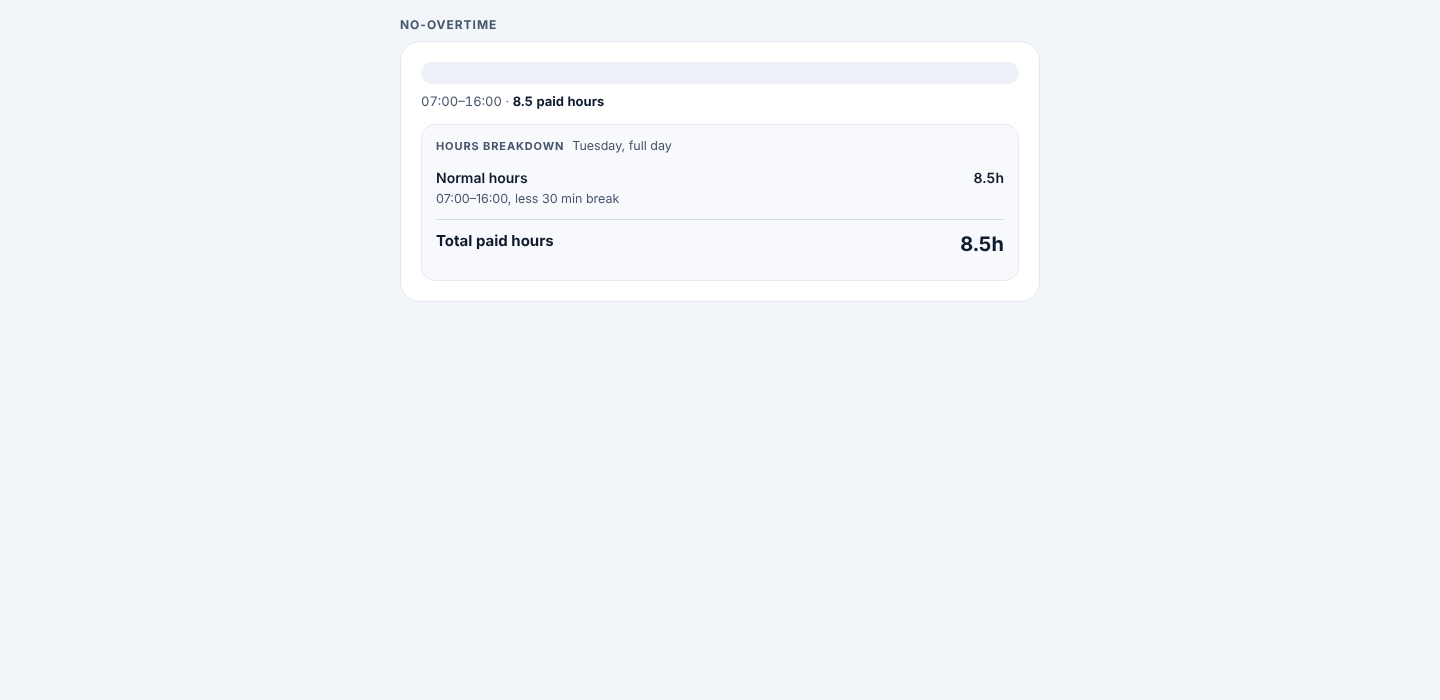 NO-OVERTIME
07:00–16:00 · 8.5 paid hours
HOURS BREAKDOWN Tuesday, full day
Normal hours 8.5h
07:00–16:00, less 30 min break
Total paid hours 8.5h